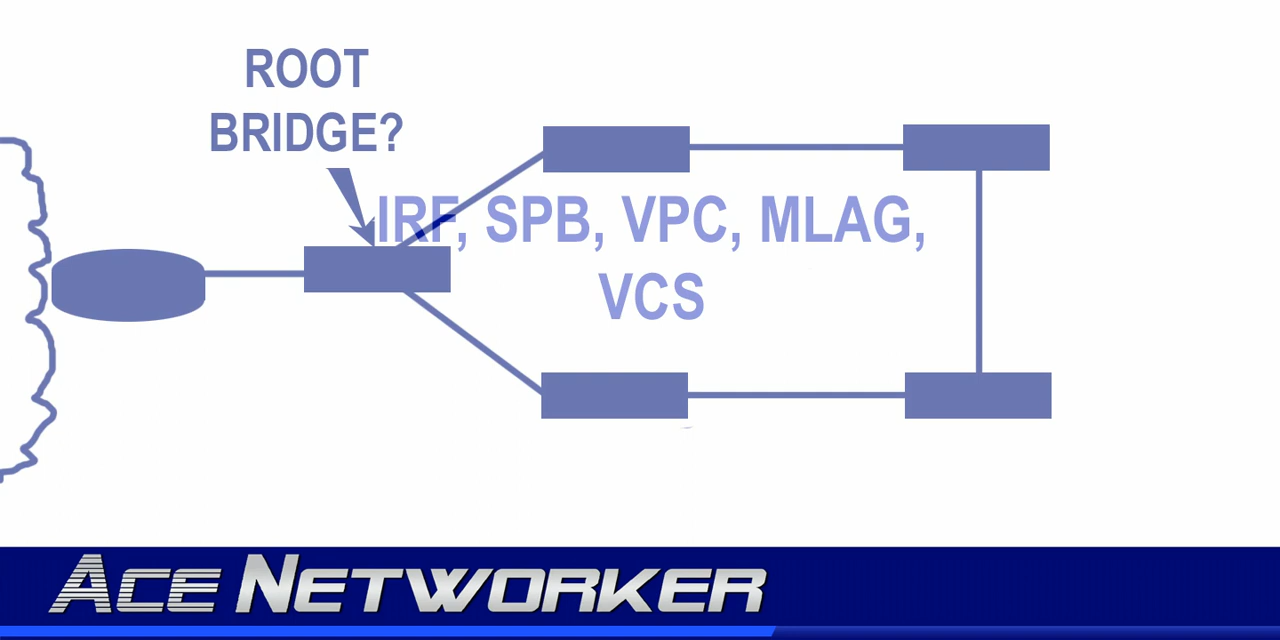 ROOT
BRIDGE?
IRF, SPB, VPC, MLAG,
VCS
ACE NETWORKER